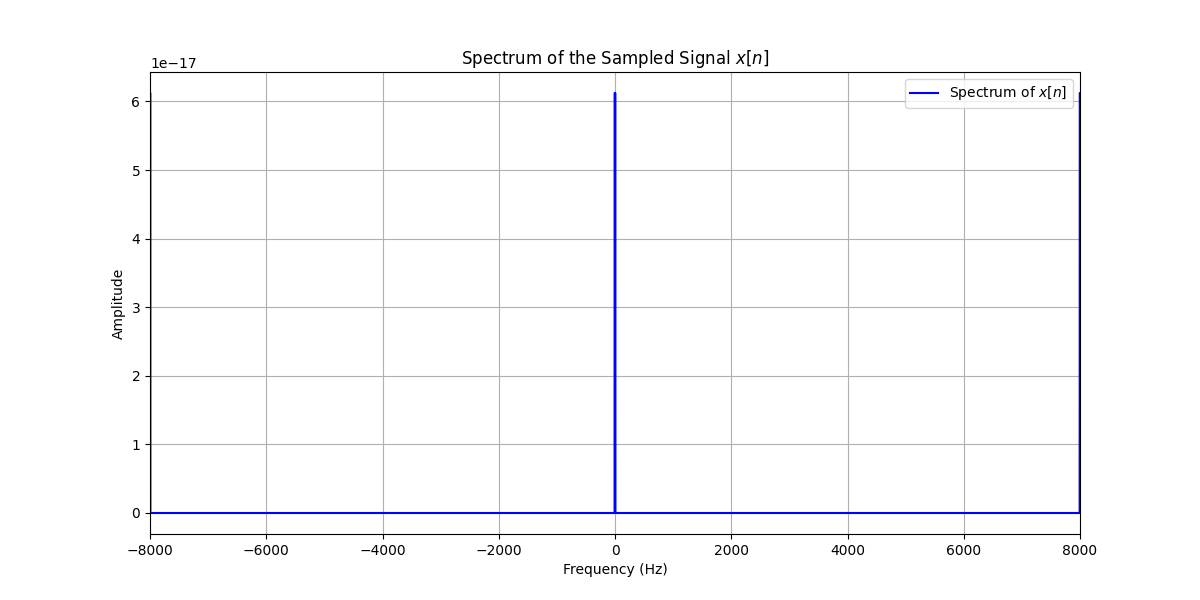 Spectrum of the Sampled Signal x[n]
1e−17
Spectrum of x[n]
6
5
4
3
2
1
0
Amplitude
−8000 −6000 −4000 −2000 0 2000 4000 6000 8000
Frequency (Hz)